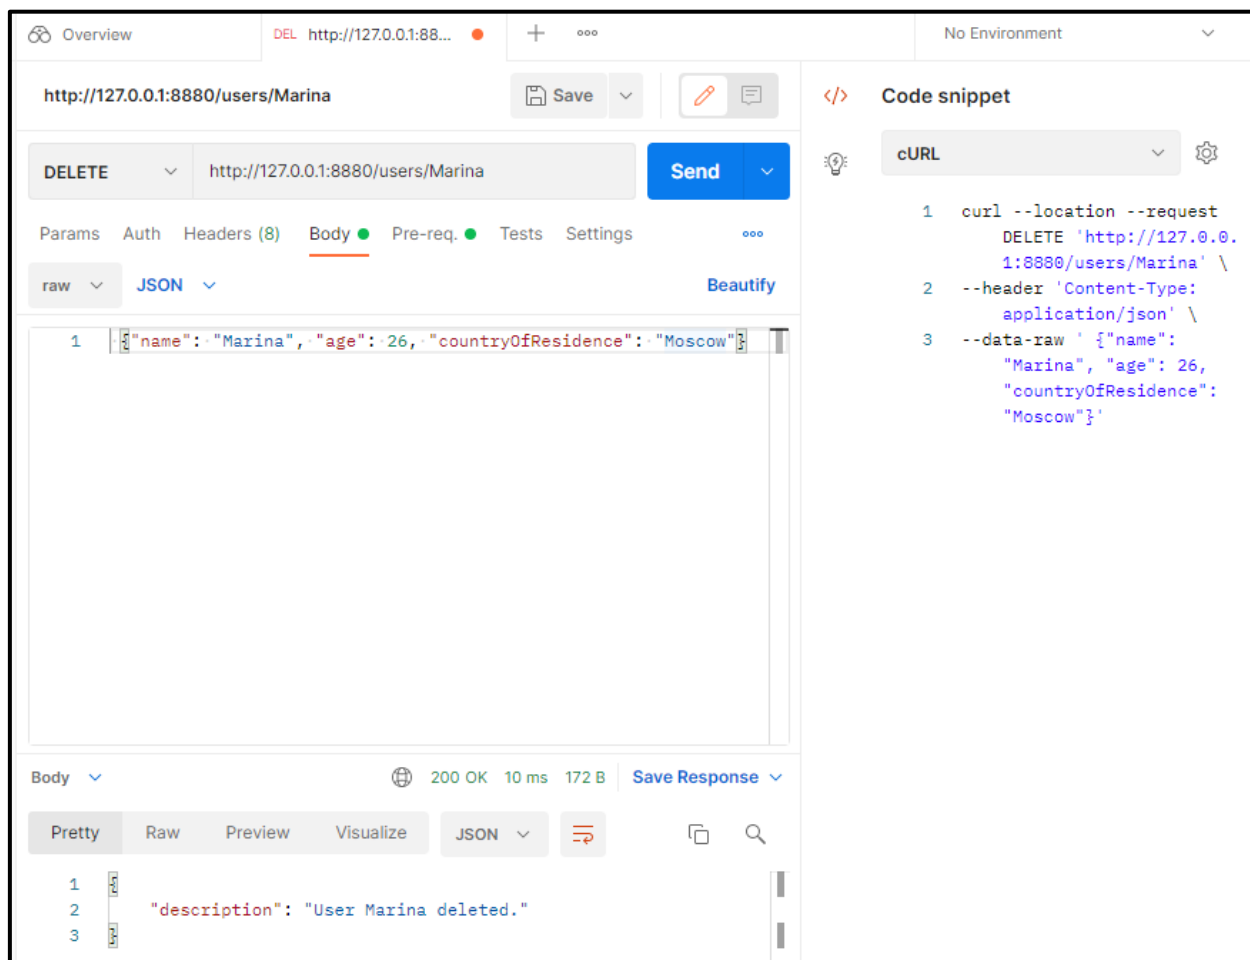 Overview
DEL http://127.0.0.1:88...
No Environment
http://127.0.0.1:8880/users/Marina
Save
Code snippet
DELETE
http://127.0.0.1:8880/users/Marina
Send
cURL
Params Auth Headers (8) Body Pre-req. Tests Settings
raw
JSON
Beautify
1 {"name": "Marina", "age": 26, "countryOfResidence": "Moscow"}
1 curl --location --request
DELETE 'http://127.0.0.
1:8880/users/Marina' \
2 --header 'Content-Type:
application/json' \
3 --data-raw ' {"name":
"Marina", "age": 26,
"countryOfResidence":
"Moscow"}'
Body
200 OK 10 ms 172 B
Save Response
Pretty Raw Preview Visualize
JSON
1 {
2 "description": "User Marina deleted."
3 }